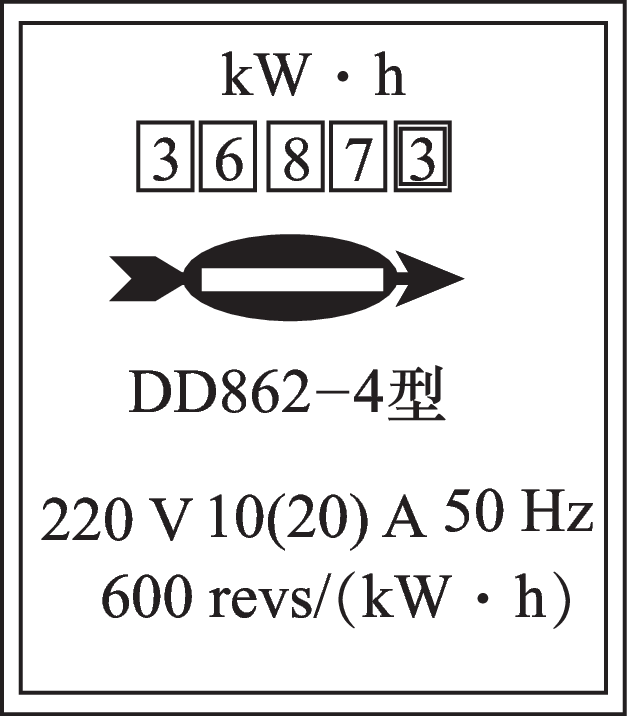 kW·h
3 6 8 7 3
DD862-4型
220 V 10(20) A 50 Hz
600 revs/(kW·h)